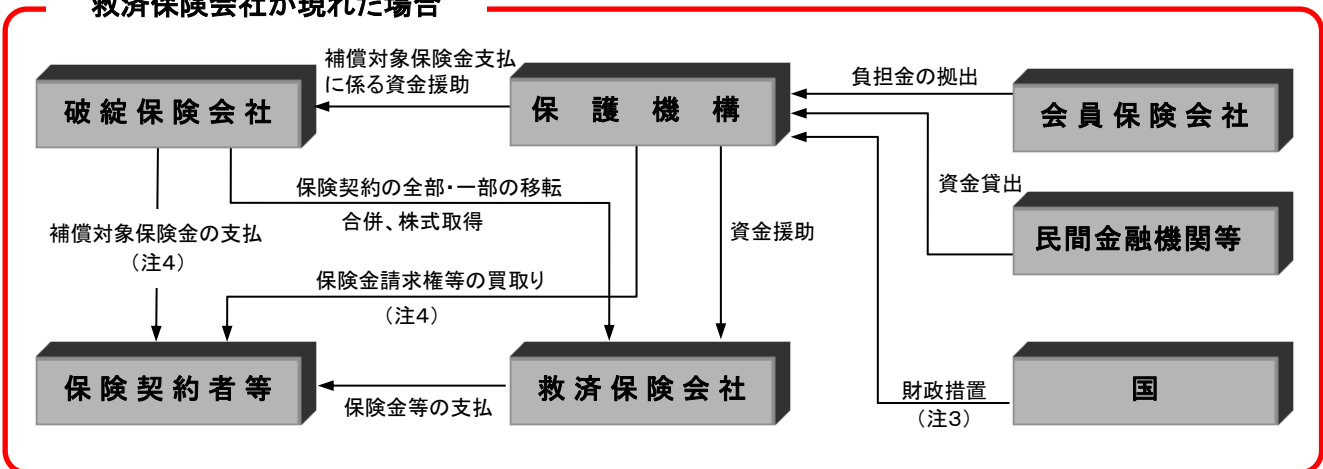 救済保険会社が現れた場合
補償対象保険金支払
に係る資金援助
負担金の拠出
破綻保険会社
保護機構
会員保険会社
保険契約の全部・一部の移転
合併、株式取得
資金貸出
補償対象保険金の支払
（注４）
資金援助
民間金融機関等
保険金請求権等の買取り
（注４）
保険契約者等
救済保険会社
保険金等の支払
財政措置
（注３）
国